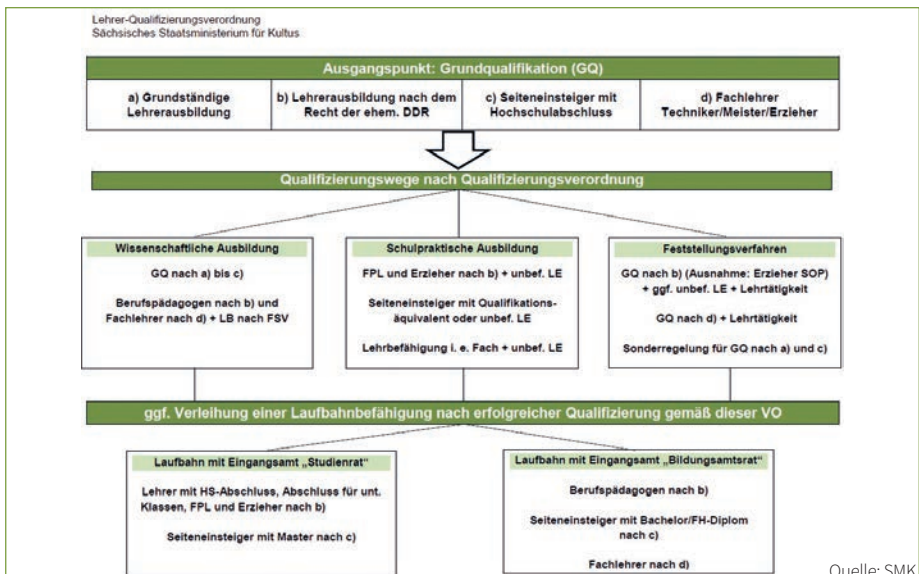 Lehrer-Qualifizierungsverordnung
Sächsisches Staatsministerium für Kultus
Ausgangspunkt: Grundqualifikation (GQ)
a) Grundständige
Lehrerausbildung
b) Lehrerausbildung nach dem
Recht der ehem. DDR
c) Seiteneinsteiger mit
Hochschulabschluss
d) Fachlehrer
Techniker/Meister/Erzieher
Qualifizierungswege nach Qualifizierungsverordnung
Wissenschaftliche Ausbildung
GQ nach a) bis c)
Berufspädagogen nach b) und
Fachlehrer nach d) + LB nach FSV
Schulpraktische Ausbildung
FPL und Erzieher nach b) + unbef. LE
Seiteneinsteiger mit Qualifikations-
äquivalent oder unbef. LE
Lehrbefähigung i. e. Fach + unbef. LE
Feststellungsverfahren
GQ nach b) (Ausnahme: Erzieher SOP)
+ ggf. unbef. LE + Lehrtätigkeit
GQ nach d) + Lehrtätigkeit
Sonderregelung für GQ nach a) und c)
ggf. Verleihung einer Laufbahnbefähigung nach erfolgreicher Qualifizierung gemäß dieser VO
Laufbahn mit Eingangsamt „Studienrat"
Lehrer mit HS-Abschluss, Abschluss für unt.
Klassen, FPL und Erzieher nach b)
Seiteneinsteiger mit Master nach c)
Laufbahn mit Eingangsamt „Bildungsamtsrat"
Berufspädagogen nach b)
Seiteneinsteiger mit Bachelor/FH-Diplom
nach c)
Fachlehrer nach d)
Quelle: SMK